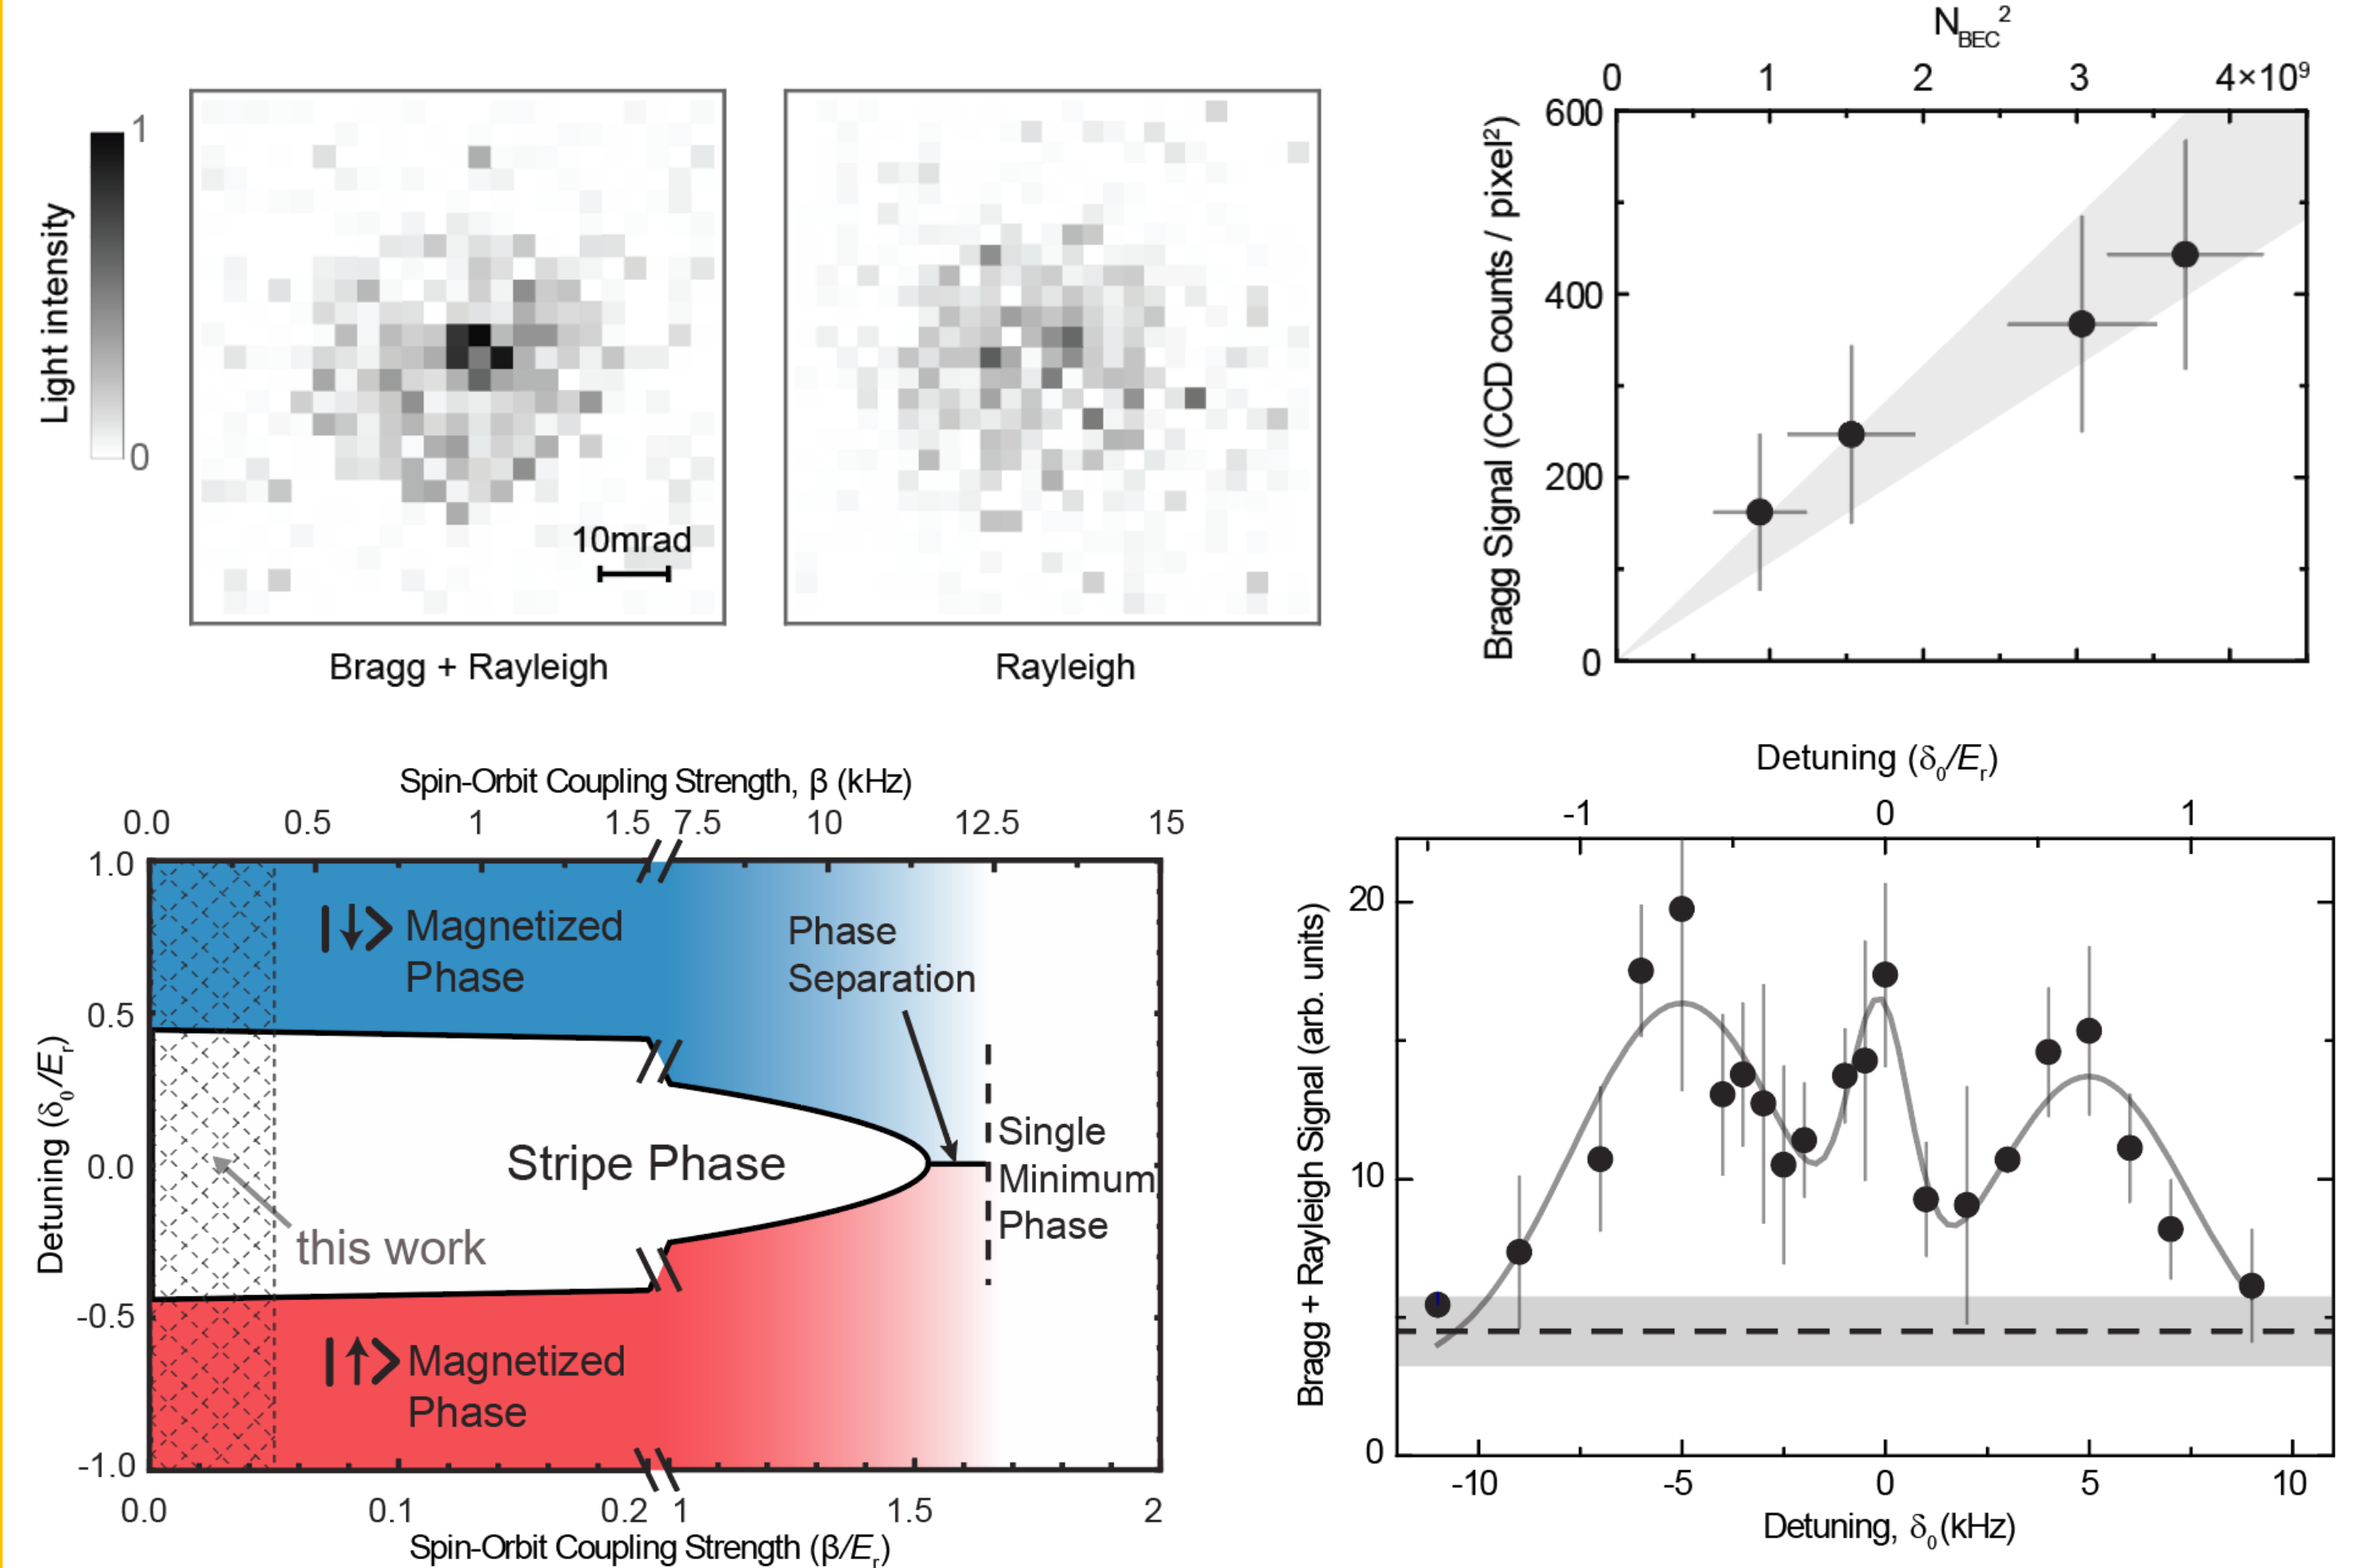 1
Light intensity
0
10mrad
Bragg + Rayleigh
Rayleigh
N_BEC²
0 1 2 3 4×10⁹
Bragg Signal (CCD counts / pixel²)
600
400
200
0
Spin-Orbit Coupling Strength, β (kHz)
0.0 0.5 1 1.5 7.5 10 12.5 15
Detuning (δ₀/Eᵣ)
1.0
0.5
0.0
-0.5
-1.0
|↓> Magnetized
Phase
Phase
Separation
Stripe Phase
Single
Minimum
Phase
this work
|↑> Magnetized
Phase
0.0 0.1 0.2 1 1.5 2
Spin-Orbit Coupling Strength (β/Eᵣ)
Detuning (δ₀/Eᵣ)
-1 0 1
Bragg + Rayleigh Signal (arb. units)
20
10
0
-10 -5 0 5 10
Detuning, δ₀(kHz)